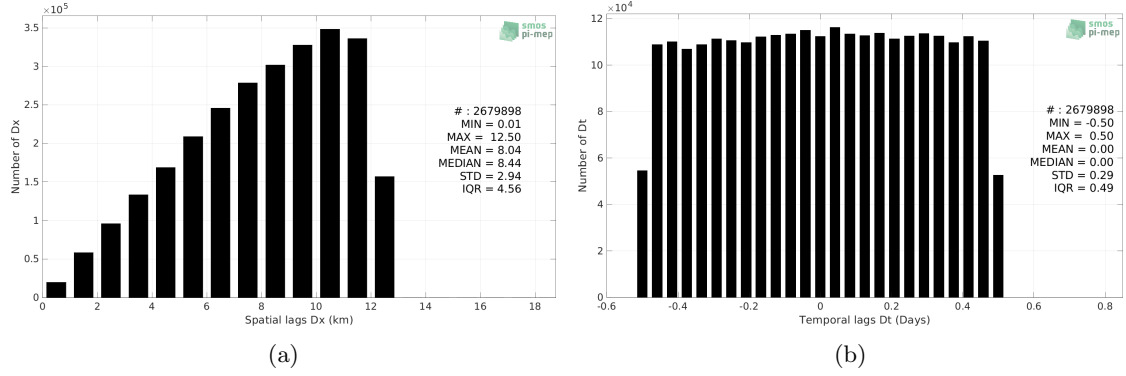 ×10^5
3.5
3
2.5
2
1.5
1
0.5
0
0 2 4 6 8 10 12 14 16 18
Number of Dx
Spatial lags Dx (km)
smos
pi-mep
# : 2679898
MIN = 0.01
MAX = 12.50
MEAN = 8.04
MEDIAN = 8.44
STD = 2.94
IQR = 4.56
(a)
×10^4
12
10
8
6
4
2
0
-0.6 -0.4 -0.2 0 0.2 0.4 0.6 0.8
Number of Dt
Temporal lags Dt (Days)
smos
pi-mep
# : 2679898
MIN = -0.50
MAX = 0.50
MEAN = 0.00
MEDIAN = 0.00
STD = 0.29
IQR = 0.49
(b)